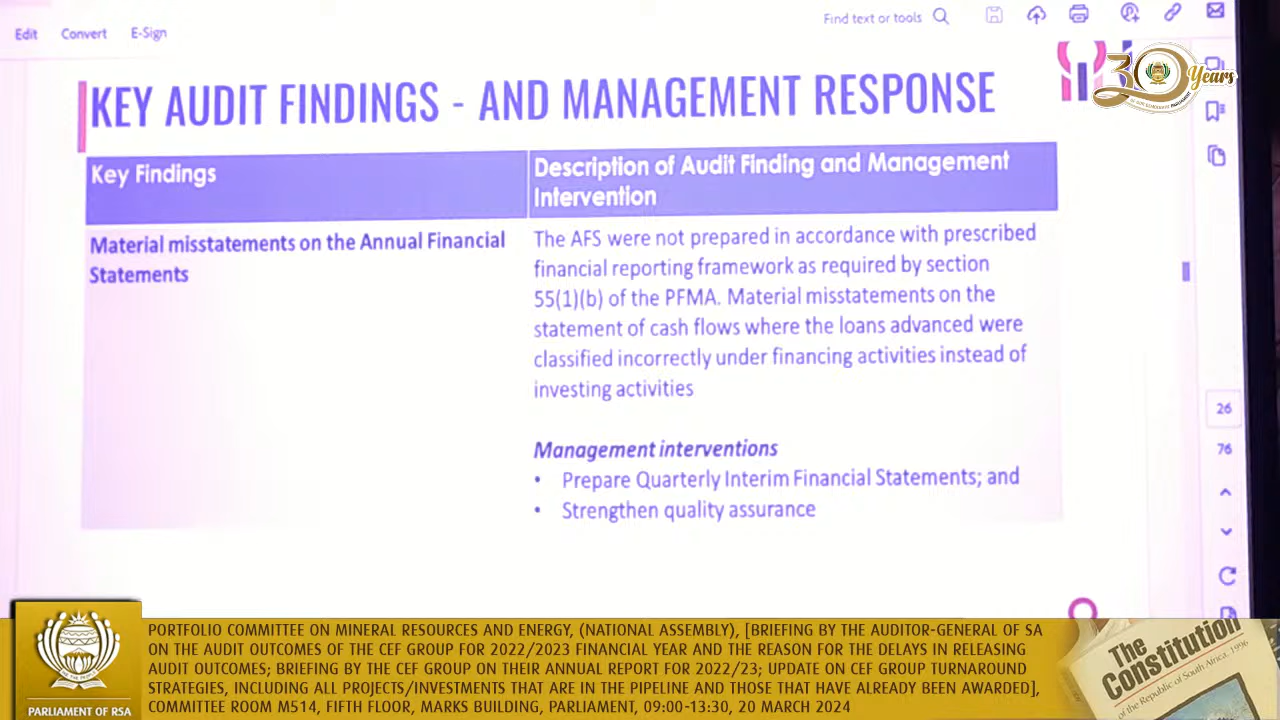 Edit Convert E-Sign
Find text or tools
30 Years
KEY AUDIT FINDINGS - AND MANAGEMENT RESPONSE
Key Findings
Description of Audit Finding and Management
Intervention
Material misstatements on the Annual Financial
Statements
The AFS were not prepared in accordance with prescribed
financial reporting framework as required by section
55(1)(b) of the PFMA. Material misstatements on the
statement of cash flows where the loans advanced were
classified incorrectly under financing activities instead of
investing activities
Management interventions
• Prepare Quarterly Interim Financial Statements; and
• Strengthen quality assurance
26
76
PARLIAMENT OF RSA
PORTFOLIO COMMITTEE ON MINERAL RESOURCES AND ENERGY, (NATIONAL ASSEMBLY), [BRIEFING BY THE AUDITOR-GENERAL OF SA
ON THE AUDIT OUTCOMES OF THE CEF GROUP FOR 2022/2023 FINANCIAL YEAR AND THE REASON FOR THE DELAYS IN RELEASING
AUDIT OUTCOMES; BRIEFING BY THE CEF GROUP ON THEIR ANNUAL REPORT FOR 2022/23; UPDATE ON CEF GROUP TURNAROUND
STRATEGIES, INCLUDING ALL PROJECTS/INVESTMENTS THAT ARE IN THE PIPELINE AND THOSE THAT HAVE ALREADY BEEN AWARDED],
COMMITTEE ROOM M514, FIFTH FLOOR, MARKS BUILDING, PARLIAMENT, 09:00-13:30, 20 MARCH 2024
The
Constitution
of the Republic of South Africa, 1996